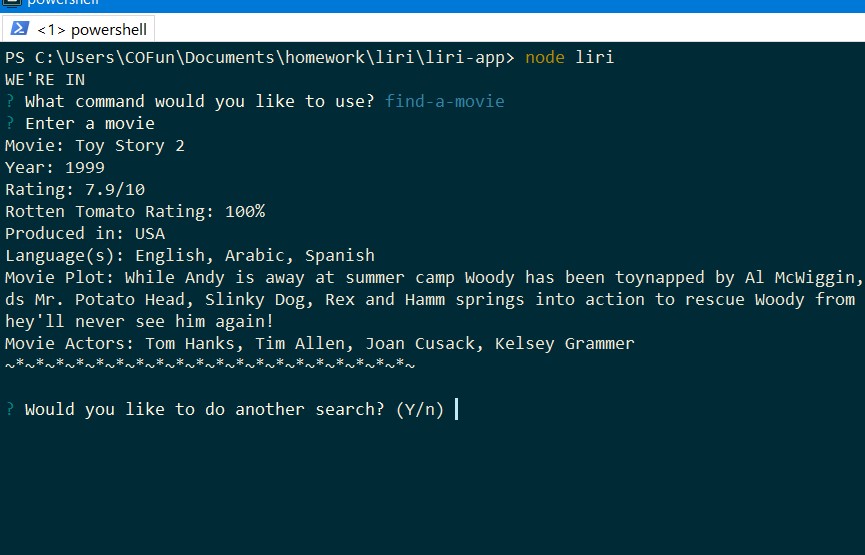 powershell
<1> powershell
PS C:\Users\COFun\Documents\homework\liri\liri-app> node liri
WE'RE IN
? What command would you like to use? find-a-movie
? Enter a movie
Movie: Toy Story 2
Year: 1999
Rating: 7.9/10
Rotten Tomato Rating: 100%
Produced in: USA
Language(s): English, Arabic, Spanish
Movie Plot: While Andy is away at summer camp Woody has been toynapped by Al McWiggin,
ds Mr. Potato Head, Slinky Dog, Rex and Hamm springs into action to rescue Woody from
hey'll never see him again!
Movie Actors: Tom Hanks, Tim Allen, Joan Cusack, Kelsey Grammer
~*~*~*~*~*~*~*~*~*~*~*~*~*~*~*~*~*~*~*~*~
? Would you like to do another search? (Y/n)